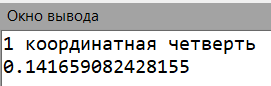 Окно вывода
1 координатная четверть
0.141659082428155